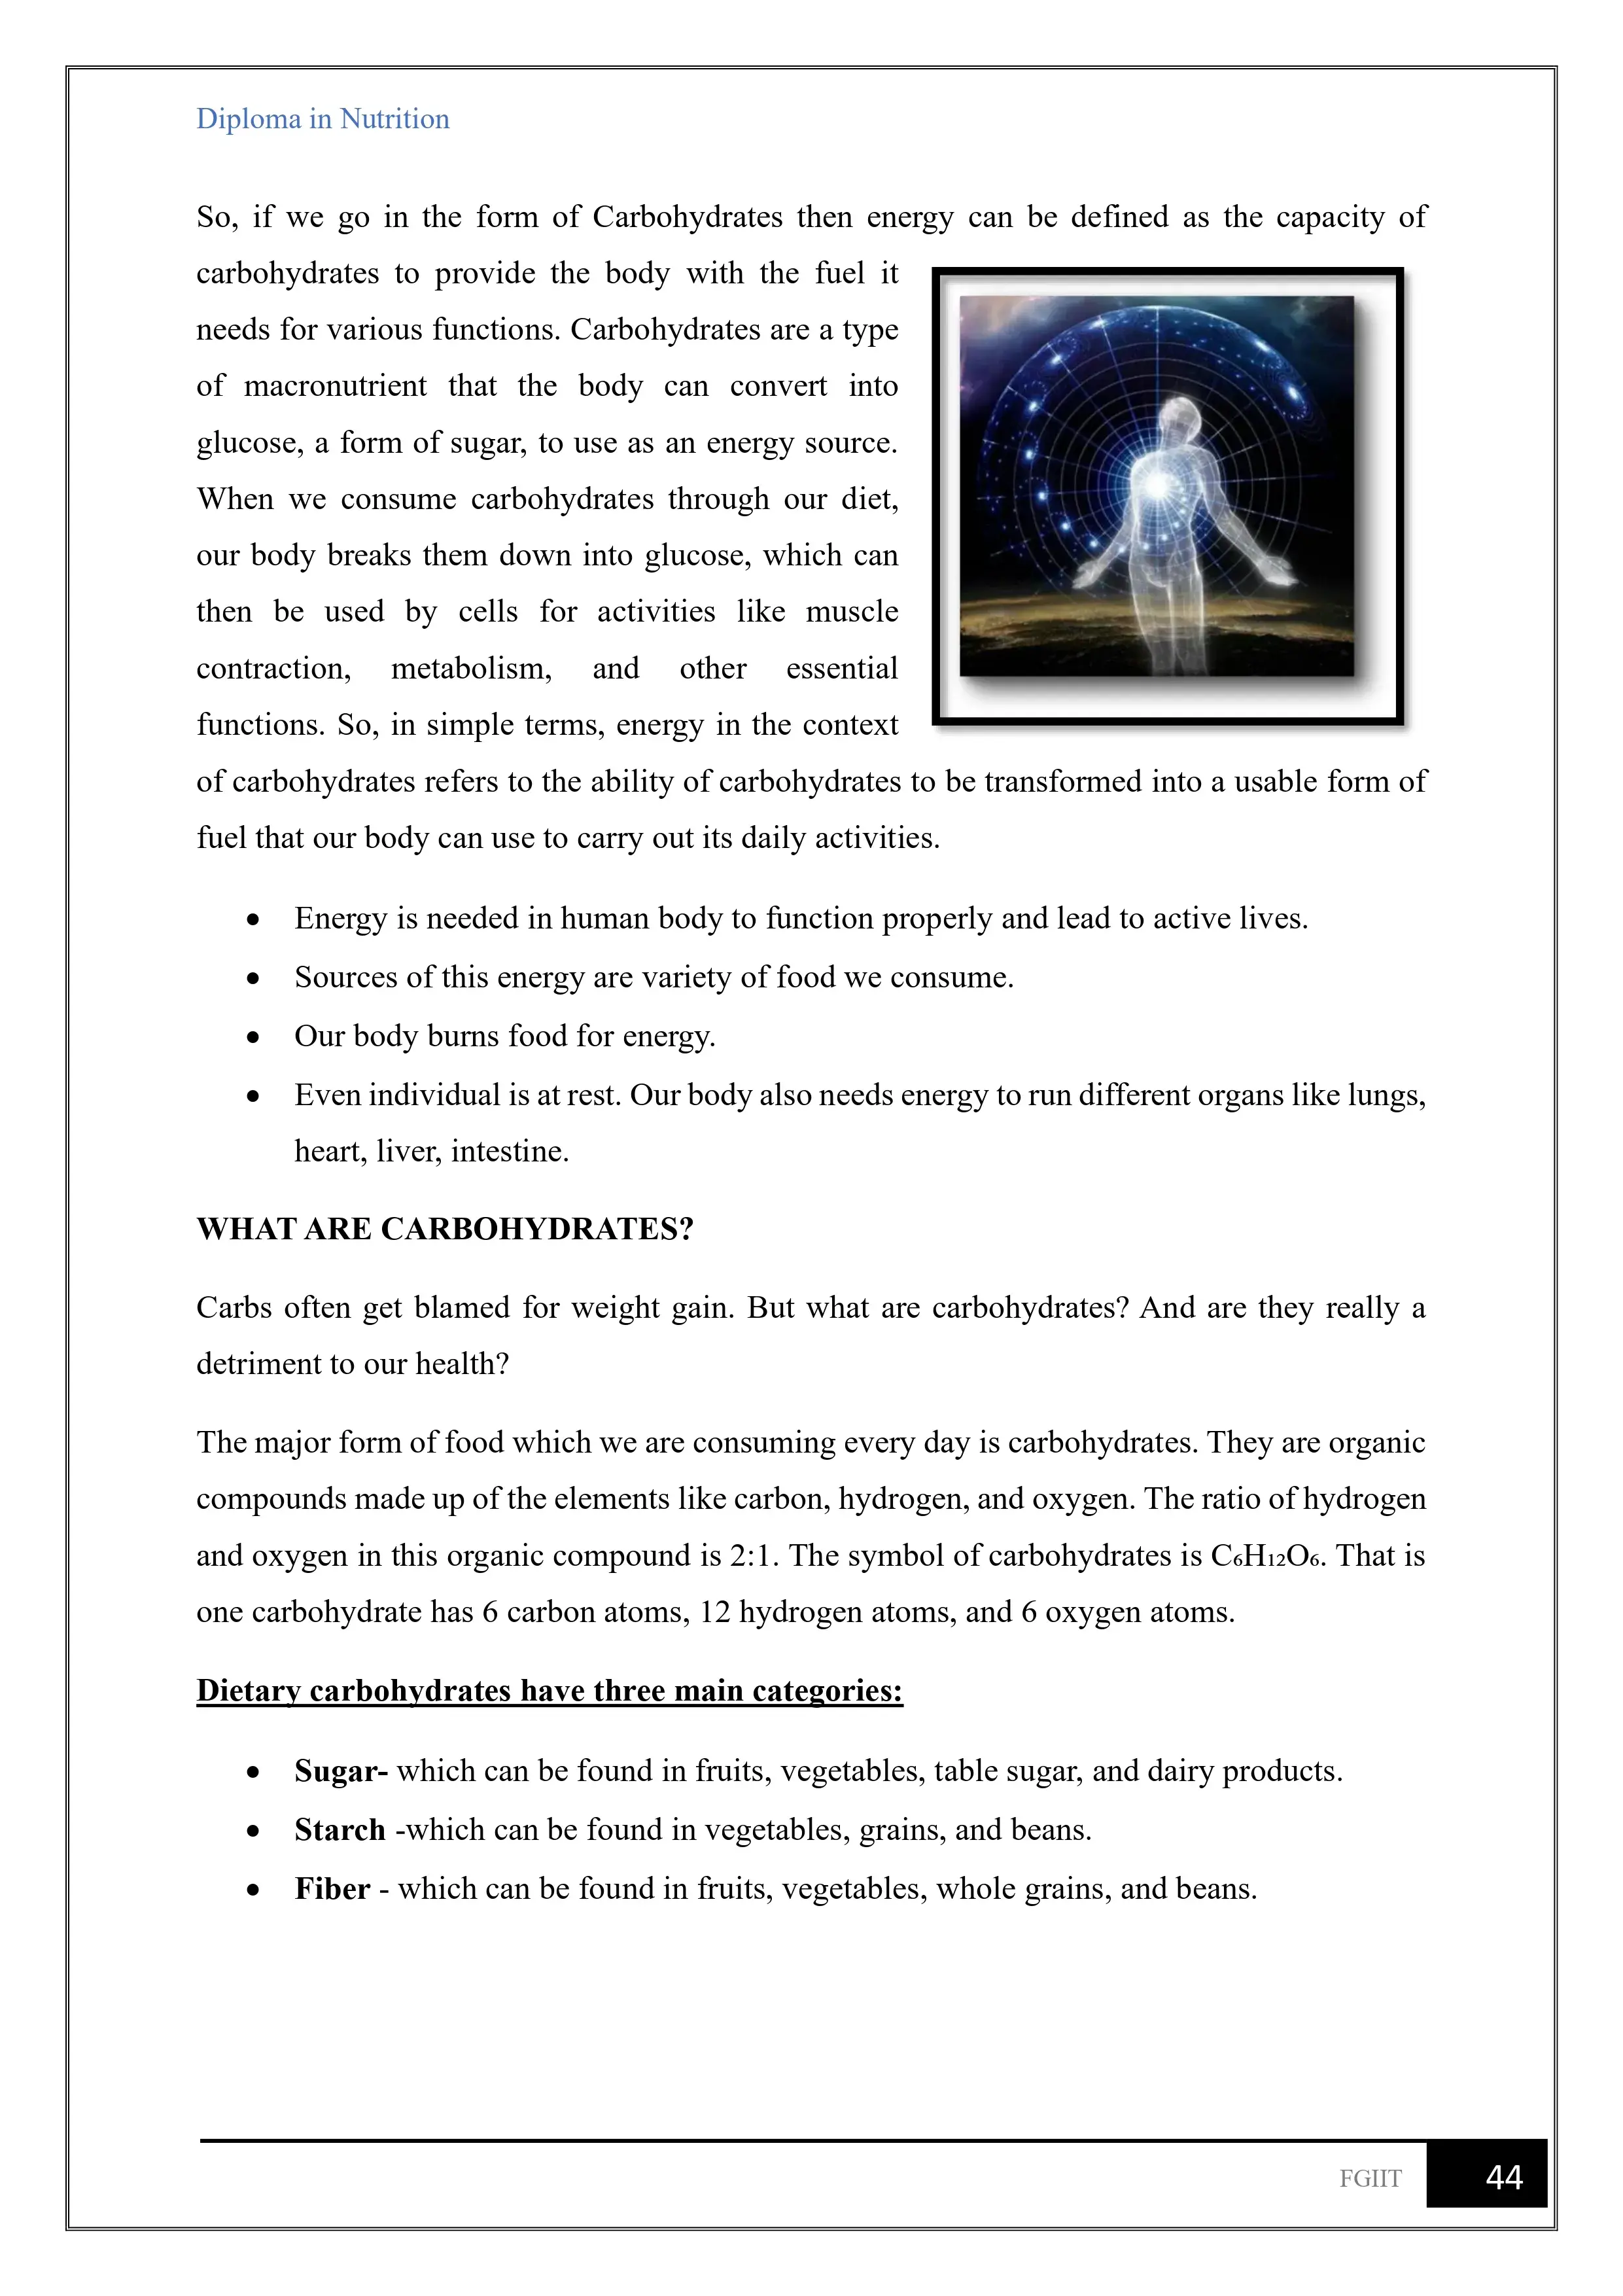 Diploma in Nutrition
So, if we go in the form of Carbohydrates then energy can be defined as the capacity of
carbohydrates to provide the body with the fuel it
needs for various functions. Carbohydrates are a type
of macronutrient that the body can convert into
glucose, a form of sugar, to use as an energy source.
When we consume carbohydrates through our diet,
our body breaks them down into glucose, which can
then be used by cells for activities like muscle
contraction, metabolism, and other essential
functions. So, in simple terms, energy in the context
of carbohydrates refers to the ability of carbohydrates to be transformed into a usable form of
fuel that our body can use to carry out its daily activities.
• Energy is needed in human body to function properly and lead to active lives.
• Sources of this energy are variety of food we consume.
• Our body burns food for energy.
• Even individual is at rest. Our body also needs energy to run different organs like lungs,
heart, liver, intestine.
WHAT ARE CARBOHYDRATES?
Carbs often get blamed for weight gain. But what are carbohydrates? And are they really a
detriment to our health?
The major form of food which we are consuming every day is carbohydrates. They are organic
compounds made up of the elements like carbon, hydrogen, and oxygen. The ratio of hydrogen
and oxygen in this organic compound is 2:1. The symbol of carbohydrates is C₆H₁₂O₆. That is
one carbohydrate has 6 carbon atoms, 12 hydrogen atoms, and 6 oxygen atoms.
Dietary carbohydrates have three main categories:
• Sugar- which can be found in fruits, vegetables, table sugar, and dairy products.
• Starch -which can be found in vegetables, grains, and beans.
• Fiber - which can be found in fruits, vegetables, whole grains, and beans.
FGIIT 44